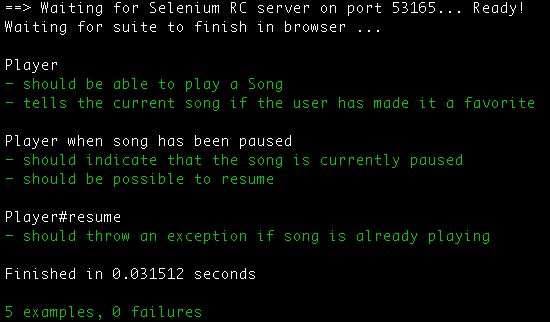 ==> Waiting for Selenium RC server on port 53165... Ready!
Waiting for suite to finish in browser ...
Player
- should be able to play a Song
- tells the current song if the user has made it a favorite
Player when song has been paused
- should indicate that the song is currently paused
- should be possible to resume
Player#resume
- should throw an exception if song is already playing
Finished in 0.031512 seconds
5 examples, 0 failures